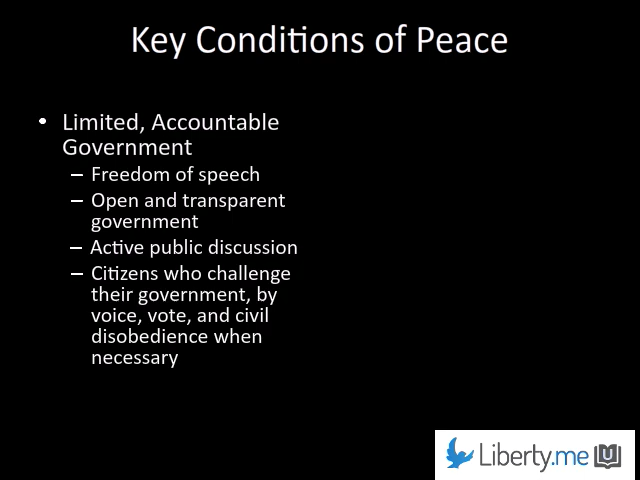 Key Conditions of Peace
• Limited, Accountable
Government
– Freedom of speech
– Open and transparent
government
– Active public discussion
– Citizens who challenge
their government, by
voice, vote, and civil
disobedience when
necessary
Liberty.me U